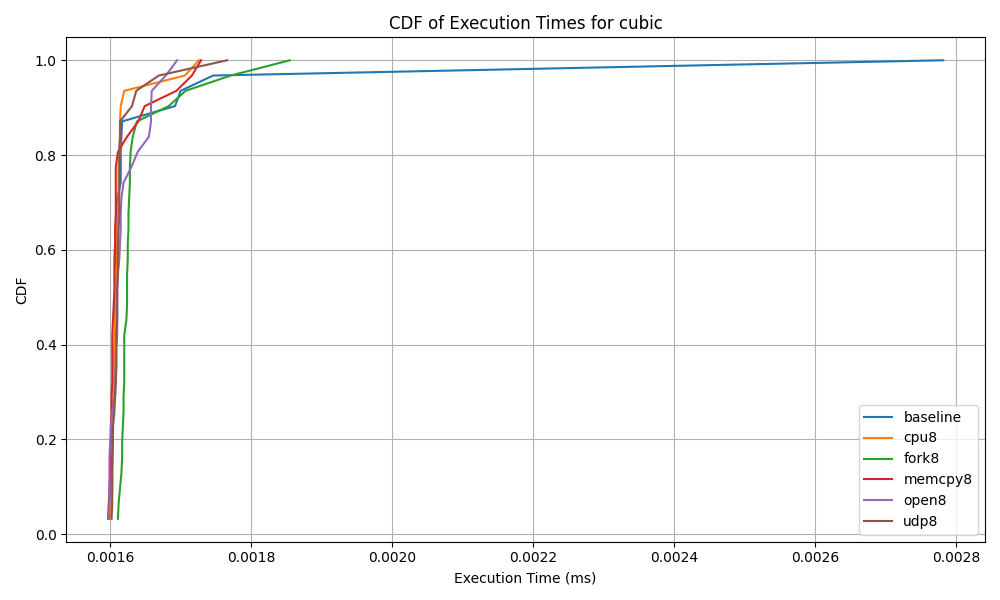 CDF of Execution Times for cubic
CDF
1.0
0.8
0.6
0.4
0.2
0.0
0.0016 0.0018 0.0020 0.0022 0.0024 0.0026 0.0028
Execution Time (ms)
baseline
cpu8
fork8
memcpy8
open8
udp8